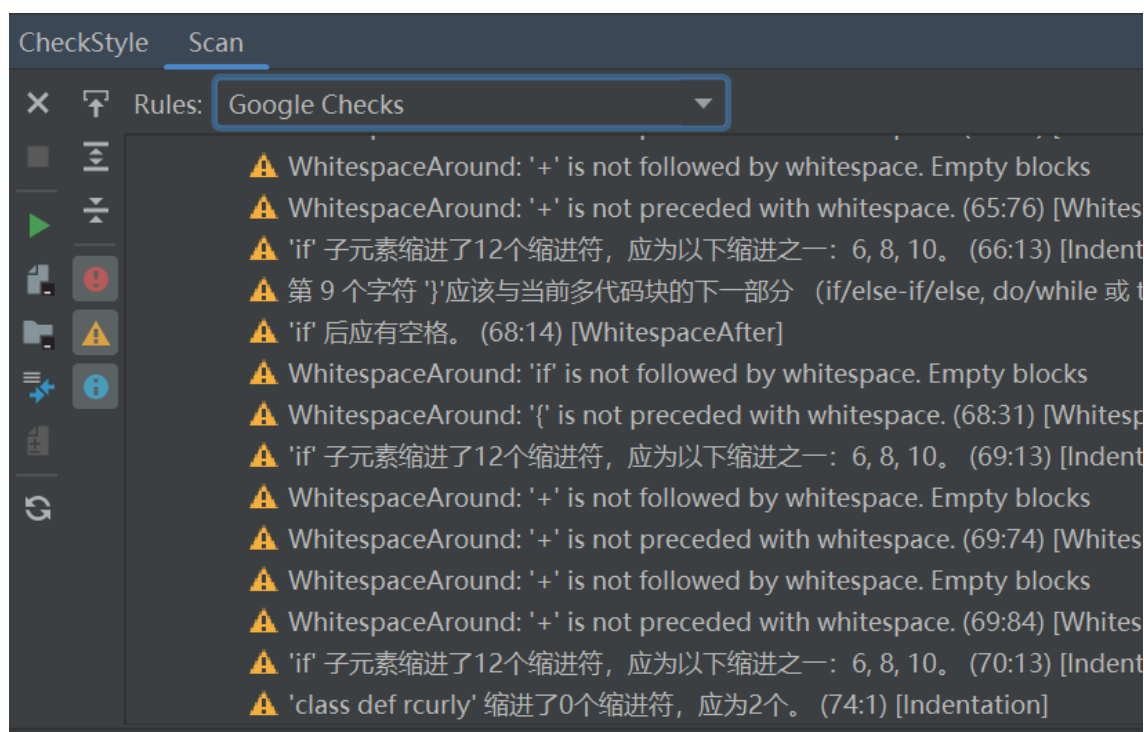 CheckStyle Scan
Rules: Google Checks
WhitespaceAround: '+' is not followed by whitespace. Empty blocks
WhitespaceAround: '+' is not preceded with whitespace. (65:76) [Whites
'if' 子元素缩进了12个缩进符，应为以下缩进之一：6, 8, 10。 (66:13) [Indent
第 9 个字符 '}'应该与当前多代码块的下一部分 （if/else-if/else, do/while 或 t
'if' 后应有空格。 (68:14) [WhitespaceAfter]
WhitespaceAround: 'if' is not followed by whitespace. Empty blocks
WhitespaceAround: '{' is not preceded with whitespace. (68:31) [Whitesp
'if' 子元素缩进了12个缩进符，应为以下缩进之一：6, 8, 10。 (69:13) [Indent
WhitespaceAround: '+' is not followed by whitespace. Empty blocks
WhitespaceAround: '+' is not preceded with whitespace. (69:74) [Whites
WhitespaceAround: '+' is not followed by whitespace. Empty blocks
WhitespaceAround: '+' is not preceded with whitespace. (69:84) [Whites
'if' 子元素缩进了12个缩进符，应为以下缩进之一：6, 8, 10。 (70:13) [Indent
'class def rcurly' 缩进了0个缩进符，应为2个。 (74:1) [Indentation]